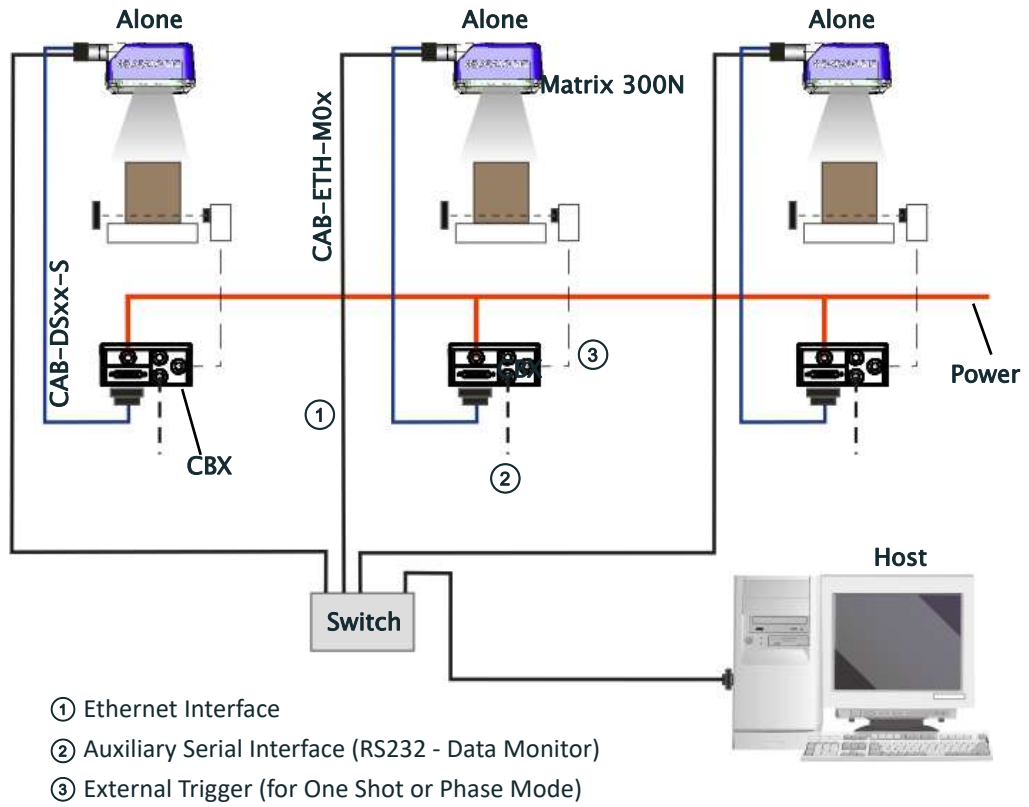 Alone
Alone
Alone
Matrix 300N
CAB-ETH-M0x
CAB-DSxx-S
③
CBX
Power
①
CBX
②
Host
Switch
① Ethernet Interface
② Auxiliary Serial Interface (RS232 - Data Monitor)
③ External Trigger (for One Shot or Phase Mode)